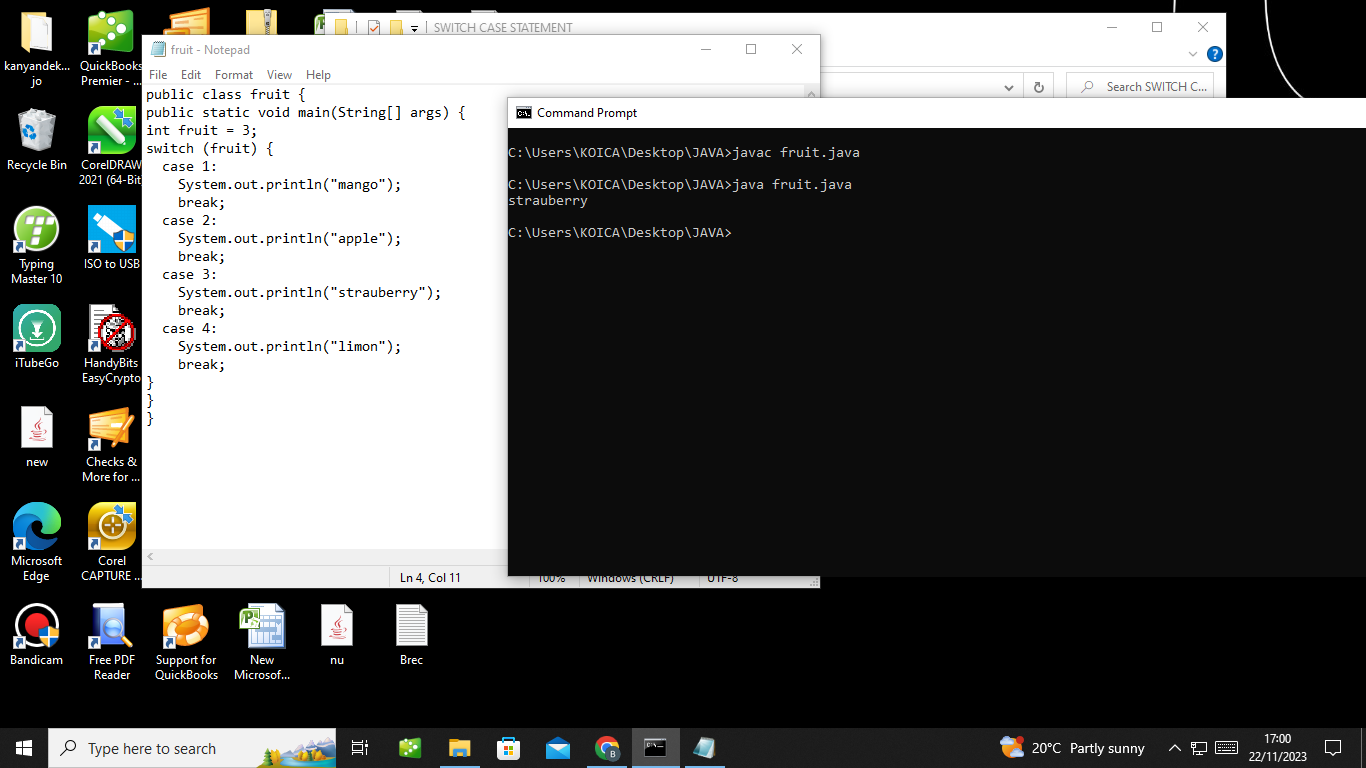 kanyandek...
jo
QuickBooks
Premier - ...
Recycle Bin
CorelDRAW
2021 (64-Bit)
Typing
Master 10
ISO to USB
iTubeGo
HandyBits
EasyCrypto
new
Checks &
More for ...
Microsoft
Edge
Corel
CAPTURE ...
Bandicam
Free PDF
Reader
Support for
QuickBooks
New
Microsof...
nu
Brec
SWITCH CASE STATEMENT
Search SWITCH C...
fruit - Notepad
File Edit Format View Help
public class fruit {
public static void main(String[] args) {
int fruit = 3;
switch (fruit) {
case 1:
System.out.println("mango");
break;
case 2:
System.out.println("apple");
break;
case 3:
System.out.println("strauberry");
break;
case 4:
System.out.println("limon");
break;
}
}
}
Ln 4, Col 11 100% Windows (CRLF) UTF-8
Command Prompt
C:\Users\KOICA\Desktop\JAVA>javac fruit.java
C:\Users\KOICA\Desktop\JAVA>java fruit.java
strauberry
C:\Users\KOICA\Desktop\JAVA>
Type here to search
20°C Partly sunny
17:00
22/11/2023